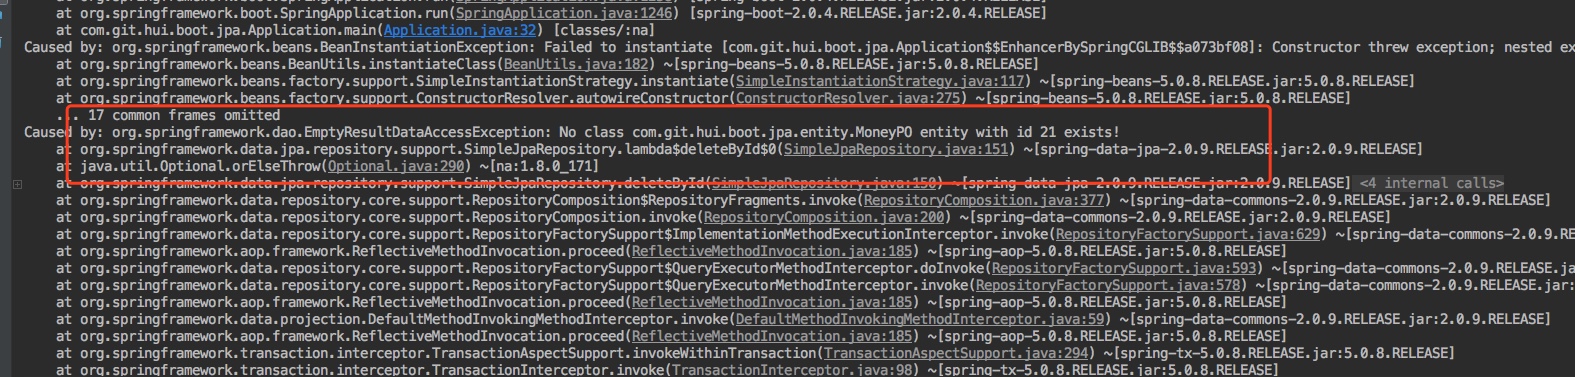 at org.springframework.boot.SpringApplication.run(SpringApplication.java:1246) [spring-boot-2.0.4.RELEASE.jar:2.0.4.RELEASE]
at com.git.hui.boot.jpa.Application.main(Application.java:32) [classes/:na]
Caused by: org.springframework.beans.BeanInstantiationException: Failed to instantiate [com.git.hui.boot.jpa.Application$$EnhancerBySpringCGLIB$$a073bf08]: Constructor threw exception; nested ex
at org.springframework.beans.BeanUtils.instantiateClass(BeanUtils.java:182) ~[spring-beans-5.0.8.RELEASE.jar:5.0.8.RELEASE]
at org.springframework.beans.factory.support.SimpleInstantiationStrategy.instantiate(SimpleInstantiationStrategy.java:117) ~[spring-beans-5.0.8.RELEASE.jar:5.0.8.RELEASE]
at org.springframework.beans.factory.support.ConstructorResolver.autowireConstructor(ConstructorResolver.java:275) ~[spring-beans-5.0.8.RELEASE.jar:5.0.8.RELEASE]
... 17 common frames omitted
Caused by: org.springframework.dao.EmptyResultDataAccessException: No class com.git.hui.boot.jpa.entity.MoneyPO entity with id 21 exists!
at org.springframework.data.jpa.repository.support.SimpleJpaRepository.lambda$deleteById$0(SimpleJpaRepository.java:151) ~[spring-data-jpa-2.0.9.RELEASE.jar:2.0.9.RELEASE]
at java.util.Optional.orElseThrow(Optional.java:290) ~[na:1.8.0_171]
at org.springframework.data.jpa.repository.support.SimpleJpaRepository.deleteById(SimpleJpaRepository.java:150) ~[spring-data-jpa-2.0.9.RELEASE.jar:2.0.9.RELEASE] <4 internal calls>
at org.springframework.data.repository.core.support.RepositoryComposition$RepositoryFragments.invoke(RepositoryComposition.java:377) ~[spring-data-commons-2.0.9.RELEASE.jar:2.0.9.RELEASE]
at org.springframework.data.repository.core.support.RepositoryComposition.invoke(RepositoryComposition.java:200) ~[spring-data-commons-2.0.9.RELEASE.jar:2.0.9.RELEASE]
at org.springframework.data.repository.core.support.RepositoryFactorySupport$ImplementationMethodExecutionInterceptor.invoke(RepositoryFactorySupport.java:629) ~[spring-data-commons-2.0.9.RE
at org.springframework.aop.framework.ReflectiveMethodInvocation.proceed(ReflectiveMethodInvocation.java:185) ~[spring-aop-5.0.8.RELEASE.jar:5.0.8.RELEASE]
at org.springframework.data.repository.core.support.RepositoryFactorySupport$QueryExecutorMethodInterceptor.doInvoke(RepositoryFactorySupport.java:593) ~[spring-data-commons-2.0.9.RELEASE.ja
at org.springframework.data.repository.core.support.RepositoryFactorySupport$QueryExecutorMethodInterceptor.invoke(RepositoryFactorySupport.java:578) ~[spring-data-commons-2.0.9.RELEASE.jar:
at org.springframework.aop.framework.ReflectiveMethodInvocation.proceed(ReflectiveMethodInvocation.java:185) ~[spring-aop-5.0.8.RELEASE.jar:5.0.8.RELEASE]
at org.springframework.data.projection.DefaultMethodInvokingMethodInterceptor.invoke(DefaultMethodInvokingMethodInterceptor.java:59) ~[spring-data-commons-2.0.9.RELEASE.jar:2.0.9.RELEASE]
at org.springframework.aop.framework.ReflectiveMethodInvocation.proceed(ReflectiveMethodInvocation.java:185) ~[spring-aop-5.0.8.RELEASE.jar:5.0.8.RELEASE]
at org.springframework.transaction.interceptor.TransactionAspectSupport.invokeWithinTransaction(TransactionAspectSupport.java:294) ~[spring-tx-5.0.8.RELEASE.jar:5.0.8.RELEASE]
at org.springframework.transaction.interceptor.TransactionInterceptor.invoke(TransactionInterceptor.java:98) ~[spring-tx-5.0.8.RELEASE.jar:5.0.8.RELEASE]